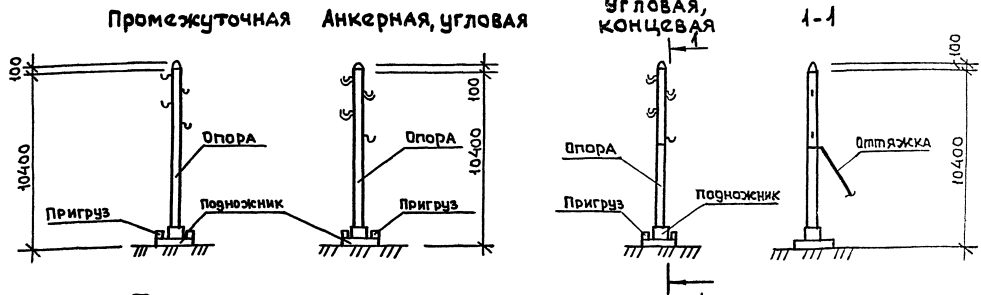 Промежуточная
Анкерная, угловая
угловая,
концевая
1
1-1
100
10400
Опора
Пригруз
Подножник
Опора
Пригруз
100
10400
Опора
Пригруз
Подножник
Оттяжка
100
10400